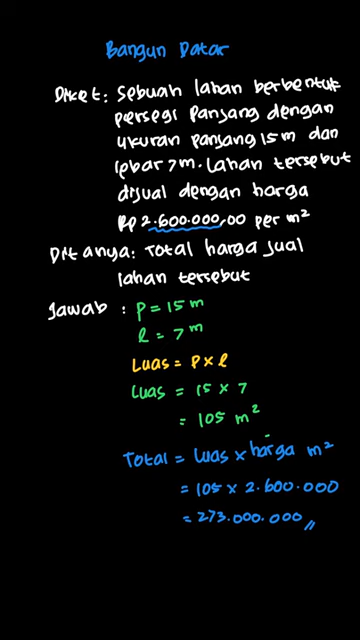 Bangun Datar
Diket : Sebuah lahan berbentuk
persegi panjang dengan
ukuran panjang 15 m dan
lebar 7 m. Lahan tersebut
dijual dengan harga
Rp 2.600.000,00 per m²
Ditanya : Total harga jual
lahan tersebut
Jawab : p = 15 m
l = 7 m
Luas = p x l
Luas = 15 x 7
= 105 m²
Total = Luas x harga m²
= 105 x 2.600.000
= 273.000.000 //